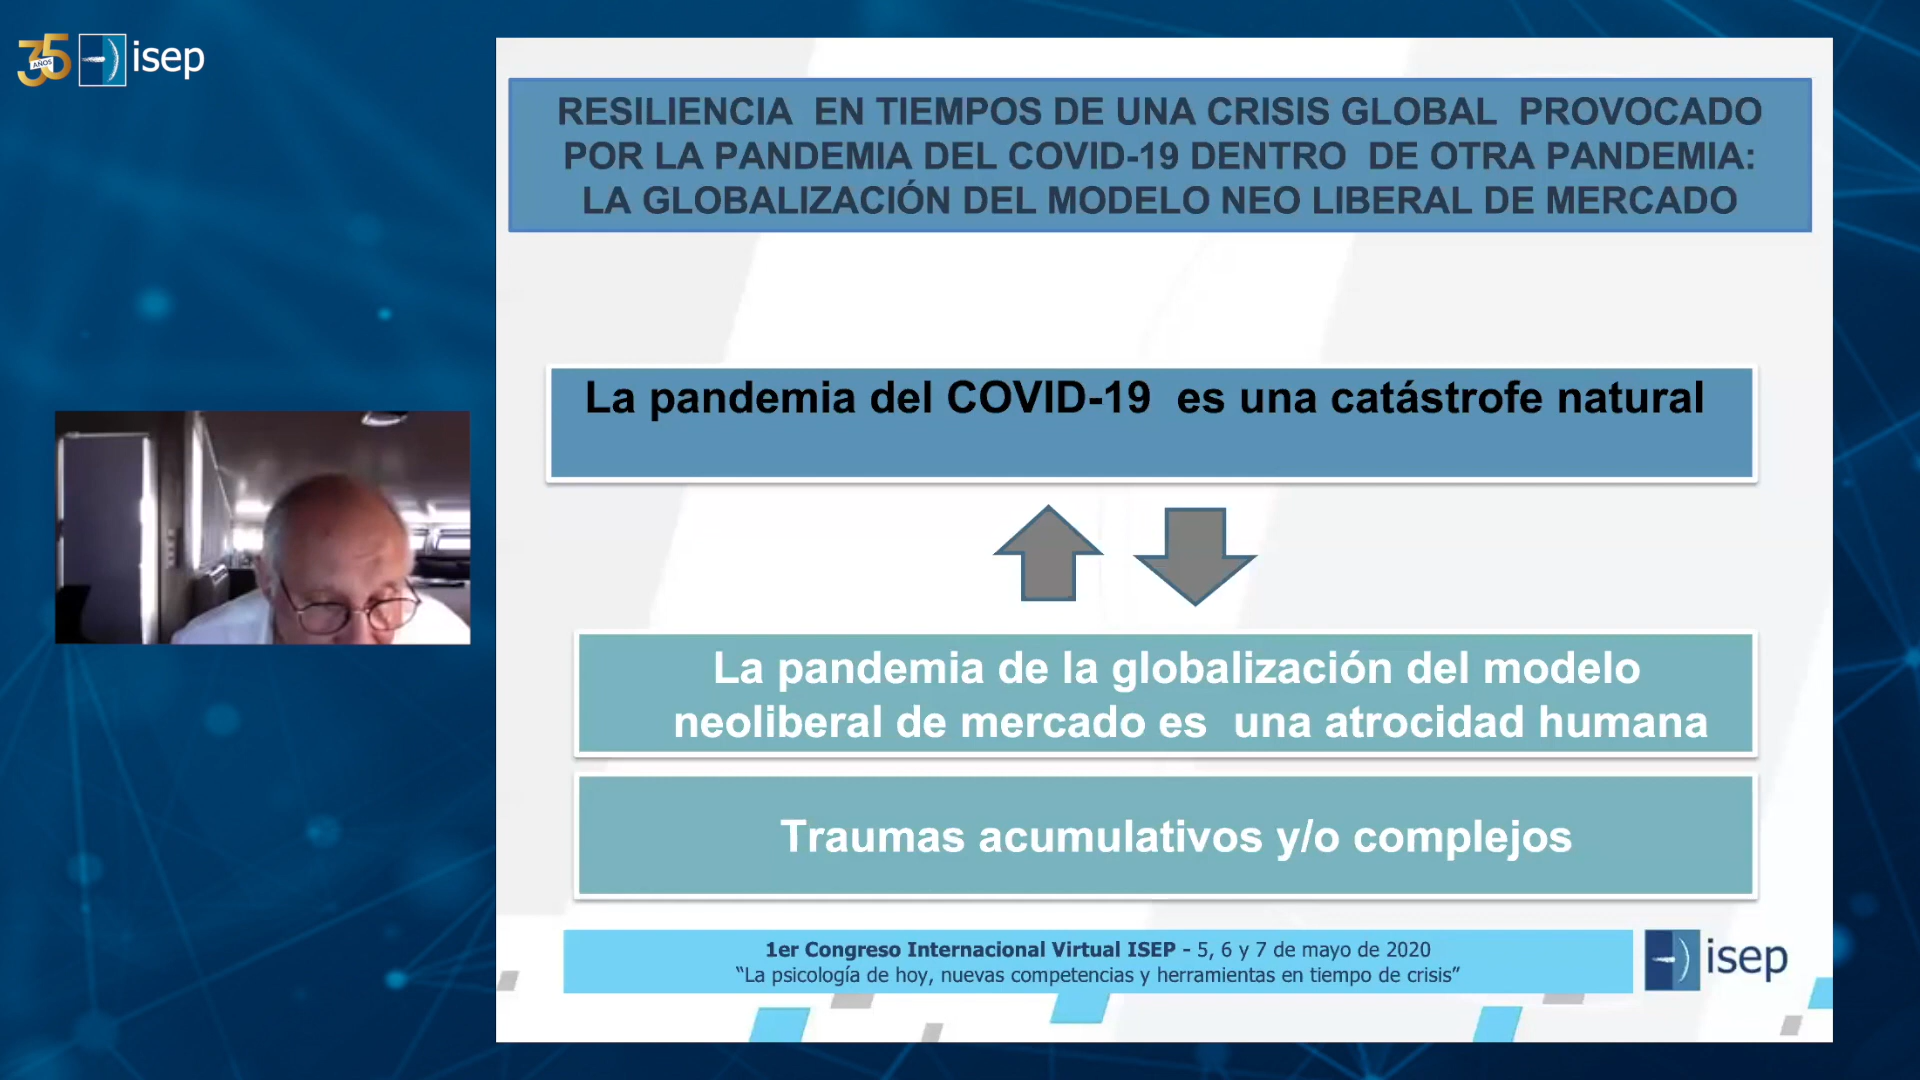 35
AÑOS
isep
RESILIENCIA EN TIEMPOS DE UNA CRISIS GLOBAL PROVOCADO
POR LA PANDEMIA DEL COVID-19 DENTRO DE OTRA PANDEMIA:
LA GLOBALIZACIÓN DEL MODELO NEO LIBERAL DE MERCADO
La pandemia del COVID-19 es una catástrofe natural
La pandemia de la globalización del modelo
neoliberal de mercado es una atrocidad humana
Traumas acumulativos y/o complejos
1er Congreso Internacional Virtual ISEP - 5, 6 y 7 de mayo de 2020
“La psicología de hoy, nuevas competencias y herramientas en tiempo de crisis”
isep